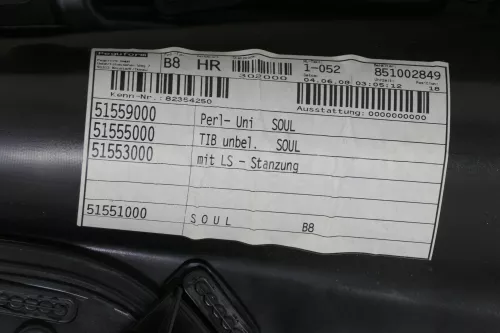 Peguform
B8 HR
302000
1-052
851002849
04.06.08 03:05:12
18
Kenn-Nr.: 82354250
Ausstattung: 0000000000
51559000 Perl- Uni SOUL
51555000 TIB unbel. SOUL
51553000 mit LS - Stanzung
51551000 S O U L B8